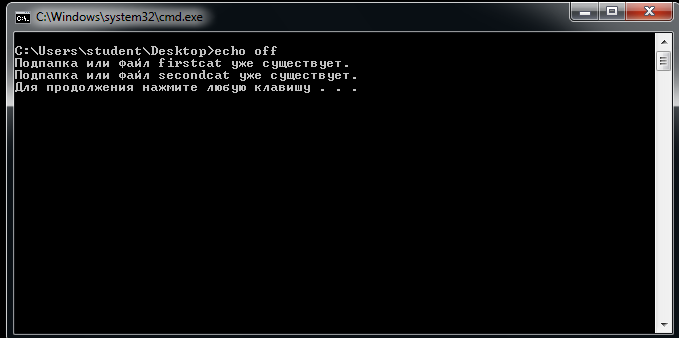 C:\Windows\system32\cmd.exe
C:\Users\student\Desktop>echo off
Подпапка или файл firstcat уже существует.
Подпапка или файл secondcat уже существует.
Для продолжения нажмите любую клавишу . . .